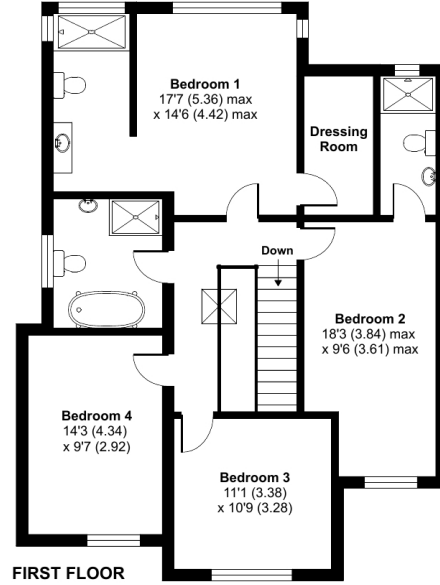 Bedroom 1
17'7 (5.36) max
x 14'6 (4.42) max
Dressing
Room
Down
Bedroom 2
18'3 (3.84) max
x 9'6 (3.61) max
Bedroom 4
14'3 (4.34)
x 9'7 (2.92)
Bedroom 3
11'1 (3.38)
x 10'9 (3.28)
FIRST FLOOR